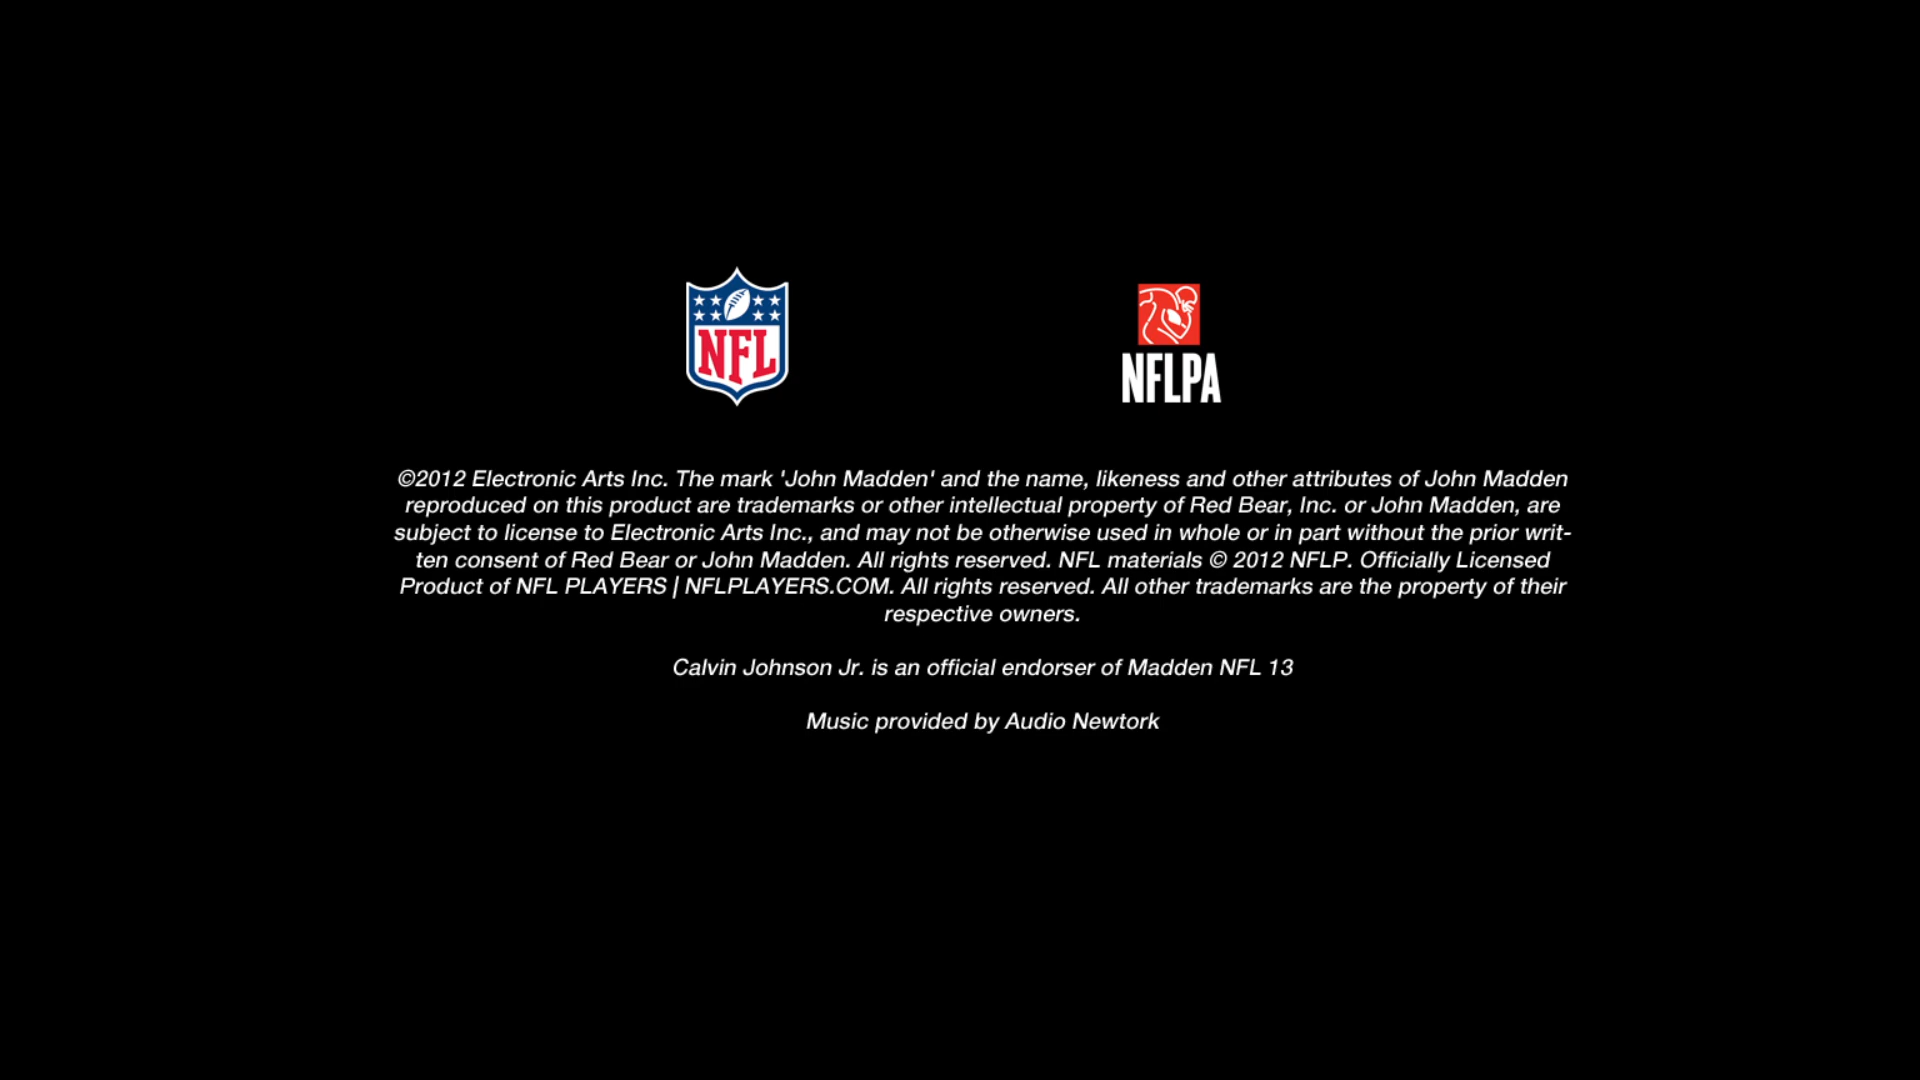 NFL
NFLPA
©2012 Electronic Arts Inc. The mark 'John Madden' and the name, likeness and other attributes of John Madden
reproduced on this product are trademarks or other intellectual property of Red Bear, Inc. or John Madden, are
subject to license to Electronic Arts Inc., and may not be otherwise used in whole or in part without the prior writ-
ten consent of Red Bear or John Madden. All rights reserved. NFL materials © 2012 NFLP. Officially Licensed
Product of NFL PLAYERS | NFLPLAYERS.COM. All rights reserved. All other trademarks are the property of their
respective owners.
Calvin Johnson Jr. is an official endorser of Madden NFL 13
Music provided by Audio Newtork